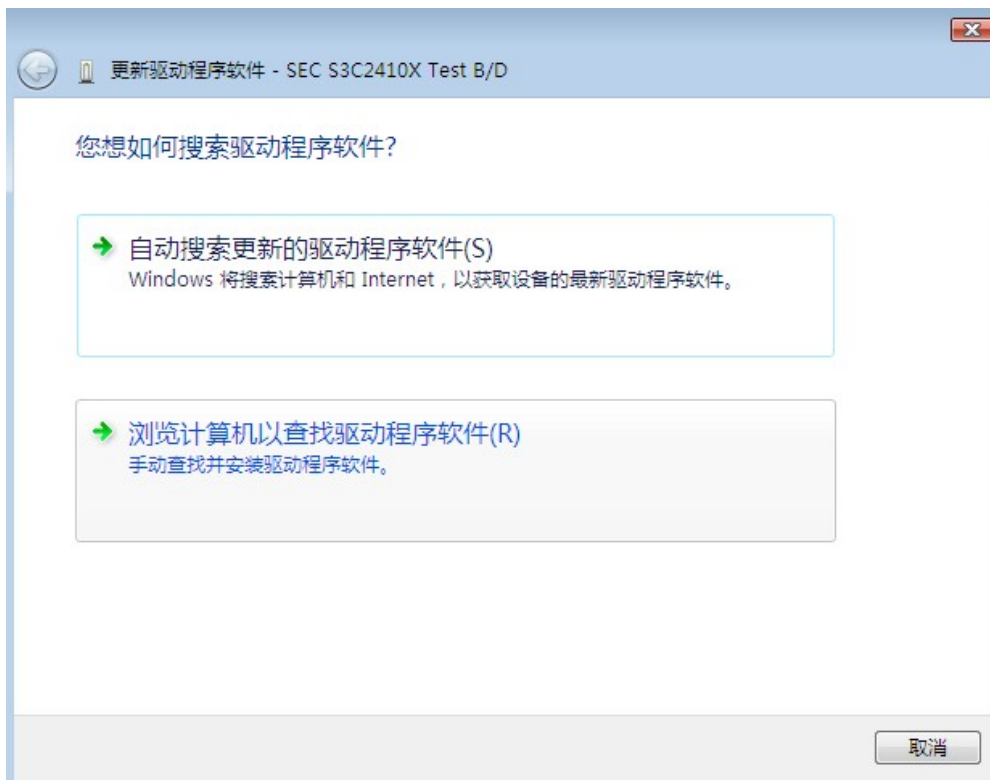 更新驱动程序软件 - SEC S3C2410X Test B/D
您想如何搜索驱动程序软件?
自动搜索更新的驱动程序软件(S)
Windows 将搜索计算机和 Internet，以获取设备的最新驱动程序软件。
浏览计算机以查找驱动程序软件(R)
手动查找并安装驱动程序软件。
取消